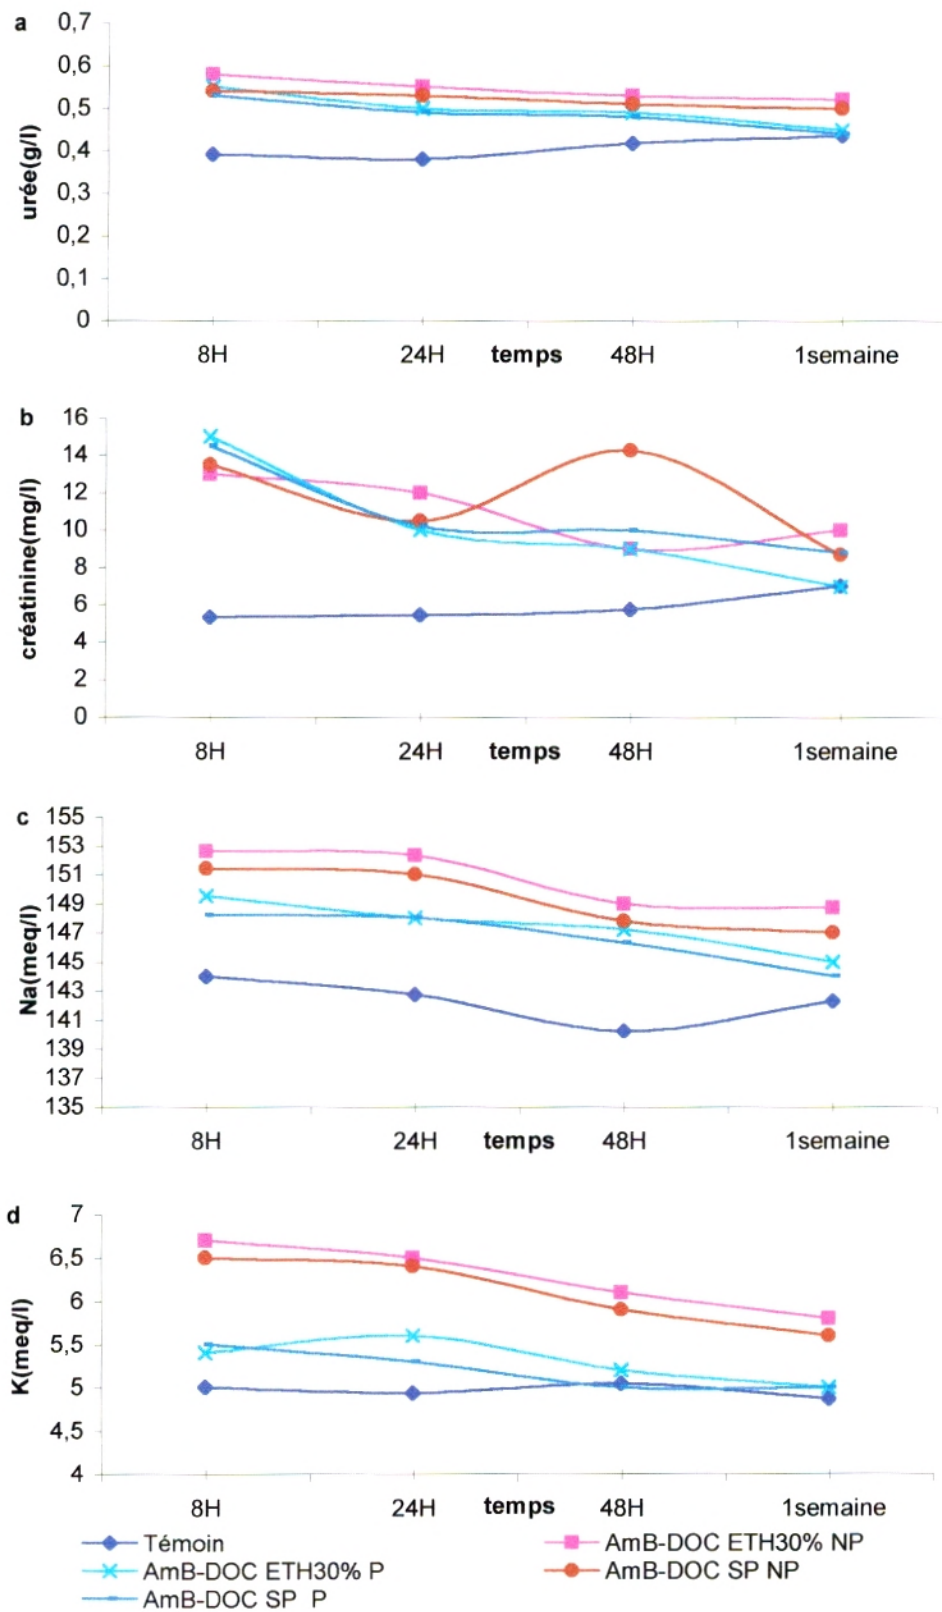 a
0,7
0,6
0,5
0,4
0,3
0,2
0,1
0
urée(g/l)
8H 24H temps 48H 1semaine
b
16
14
12
10
8
6
4
2
0
créatinine(mg/l)
8H 24H temps 48H 1semaine
c
155
153
151
149
147
145
143
141
139
137
135
Na(meq/l)
8H 24H temps 48H 1semaine
d
7
6,5
6
5,5
5
4,5
4
K(meq/l)
8H 24H temps 48H 1semaine
Témoin
AmB-DOC ETH30% NP
AmB-DOC ETH30% P
AmB-DOC SP NP
AmB-DOC SP P